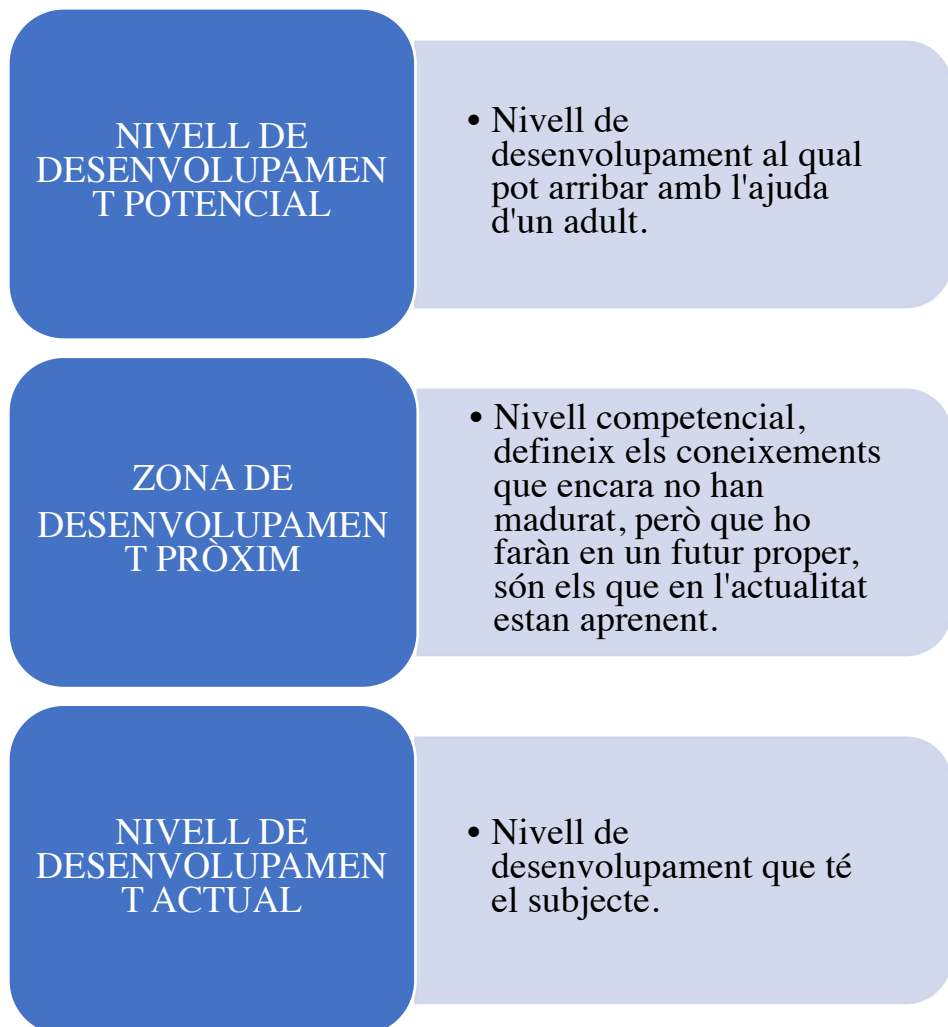 NIVELL DE
DESENVOLUPAMEN
T POTENCIAL
• Nivell de
desenvolupament al qual
pot arribar amb l'ajuda
d'un adult.
ZONA DE
DESENVOLUPAMEN
T PRÒXIM
• Nivell competencial,
defineix els coneixements
que encara no han
madurat, però que ho
faràn en un futur proper,
són els que en l'actualitat
estan aprenent.
NIVELL DE
DESENVOLUPAMEN
T ACTUAL
• Nivell de
desenvolupament que té
el subjecte.